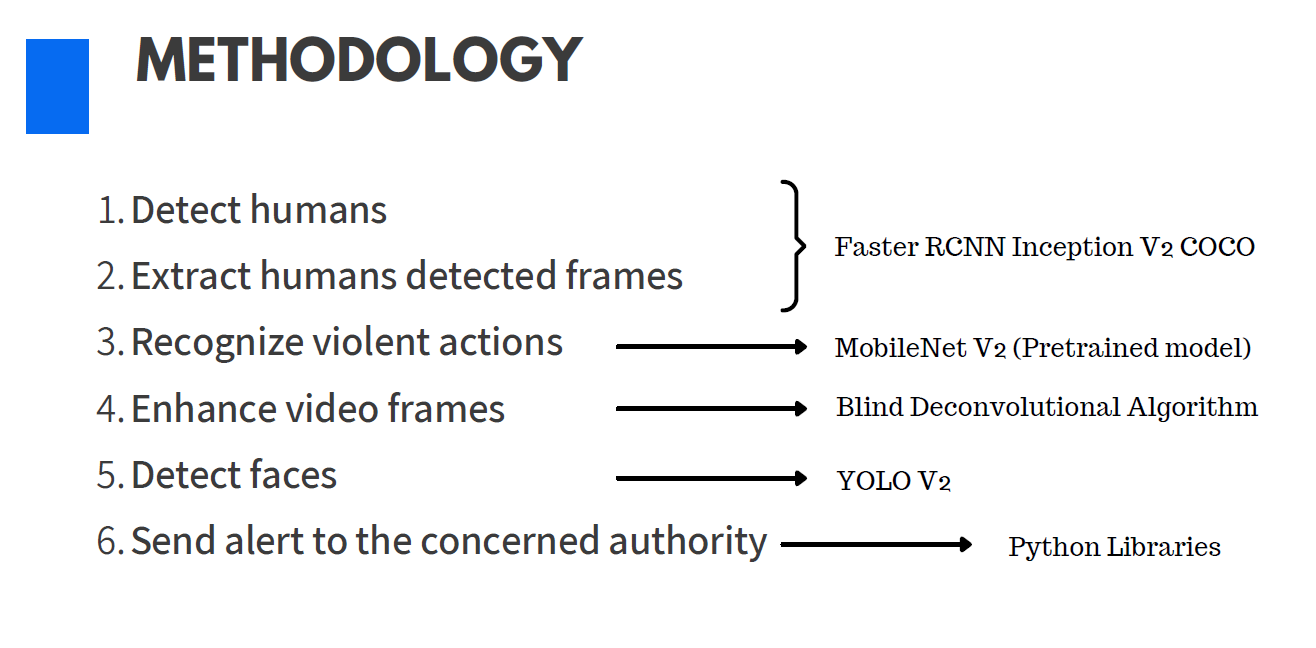 METHODOLOGY
1. Detect humans
2. Extract humans detected frames
Faster RCNN Inception V2 COCO
3. Recognize violent actions
MobileNet V2 (Pretrained model)
4. Enhance video frames
Blind Deconvolutional Algorithm
5. Detect faces
YOLO V2
6. Send alert to the concerned authority
Python Libraries